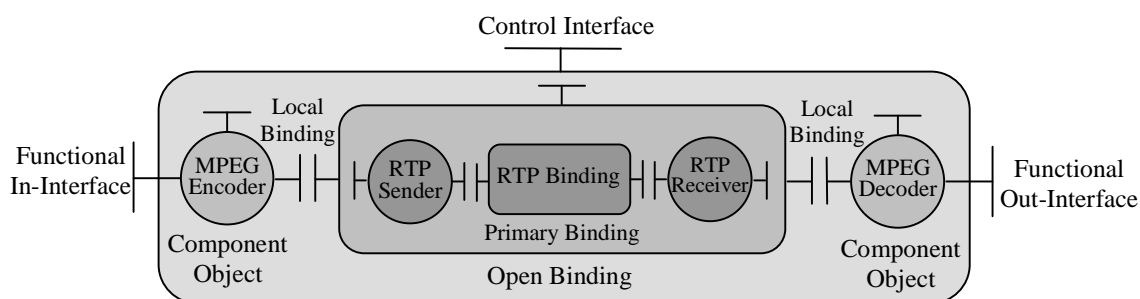 Control Interface
Local
Binding
Local
Binding
Functional
In-Interface
MPEG
Encoder
RTP
Sender
RTP Binding
RTP
Receiver
MPEG
Decoder
Functional
Out-Interface
Primary Binding
Component
Object
Open Binding
Component
Object